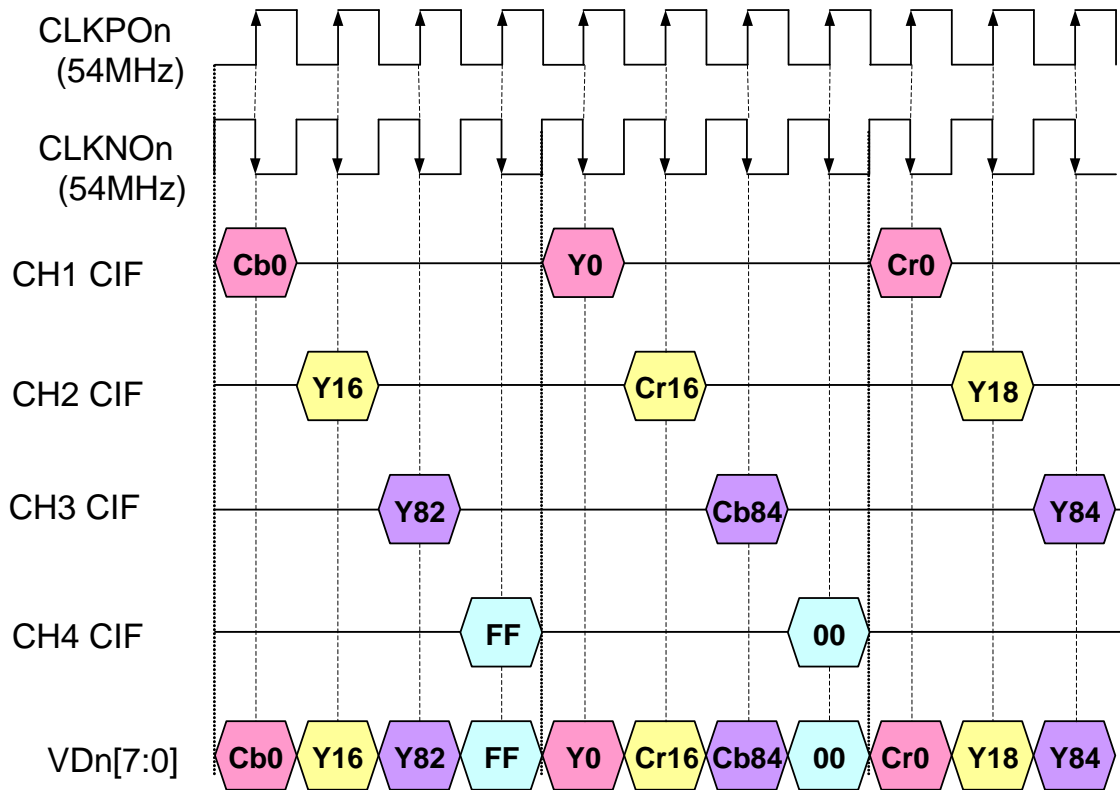 CLKPOn
(54MHz)
CLKNOn
(54MHz)
CH1 CIF
Cb0 Y0 Cr0
CH2 CIF
Y16 Cr16 Y18
CH3 CIF
Y82 Cb84 Y84
CH4 CIF
FF 00
VDn[7:0]
Cb0 Y16 Y82 FF Y0 Cr16 Cb84 00 Cr0 Y18 Y84